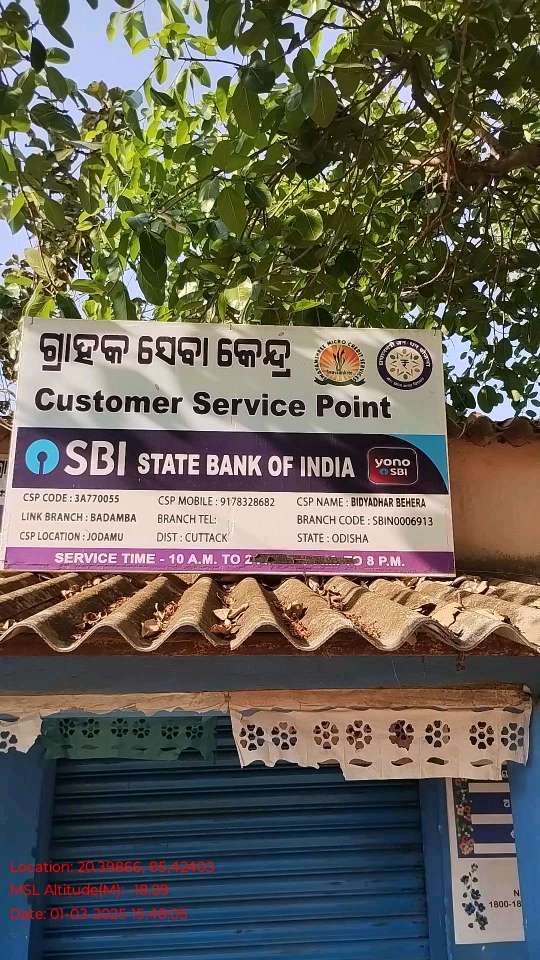 ଗ୍ରାହକ ସେବା କେନ୍ଦ୍ର
Customer Service Point
SBI STATE BANK OF INDIA
yono
SBI
CSP CODE : 3A770055 CSP MOBILE : 9178328682 CSP NAME : BIDYADHAR BEHERA
LINK BRANCH : BADAMBA BRANCH TEL: BRANCH CODE : SBIN0006913
CSP LOCATION : JODAMU DIST : CUTTACK STATE : ODISHA
SERVICE TIME - 10 A.M. TO 2 O 8 P.M.
N
1800-18
Location: 20.39866, 85.42403
MSL Altitude(M): -18.09
Date: 01-03-2025 15:48:05